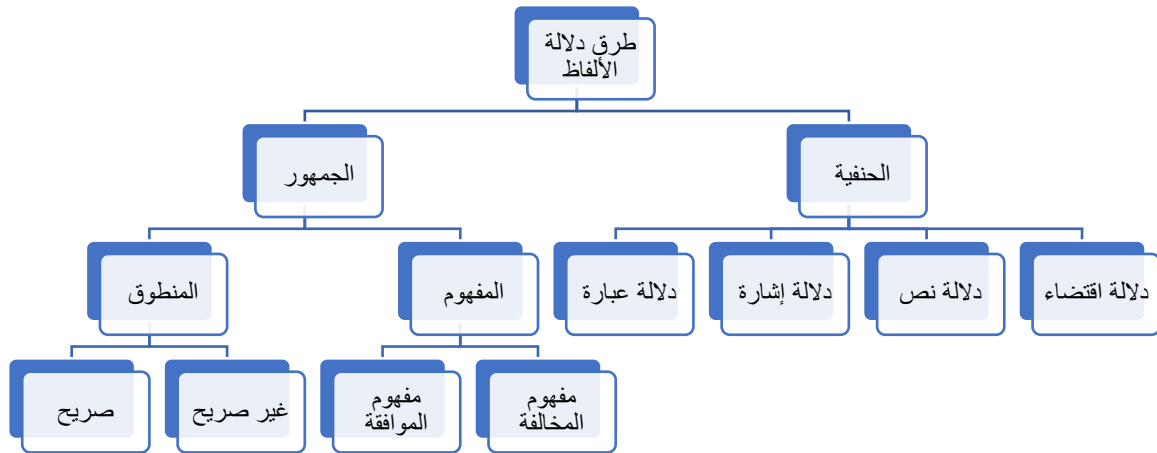 طرق دلالة
الألفاظ
الحنفية
الجمهور
دلالة اقتضاء
دلالة نص
دلالة إشارة
دلالة عبارة
المفهوم
المنطوق
مفهوم
المخالفة
مفهوم
الموافقة
غير صريح
صريح